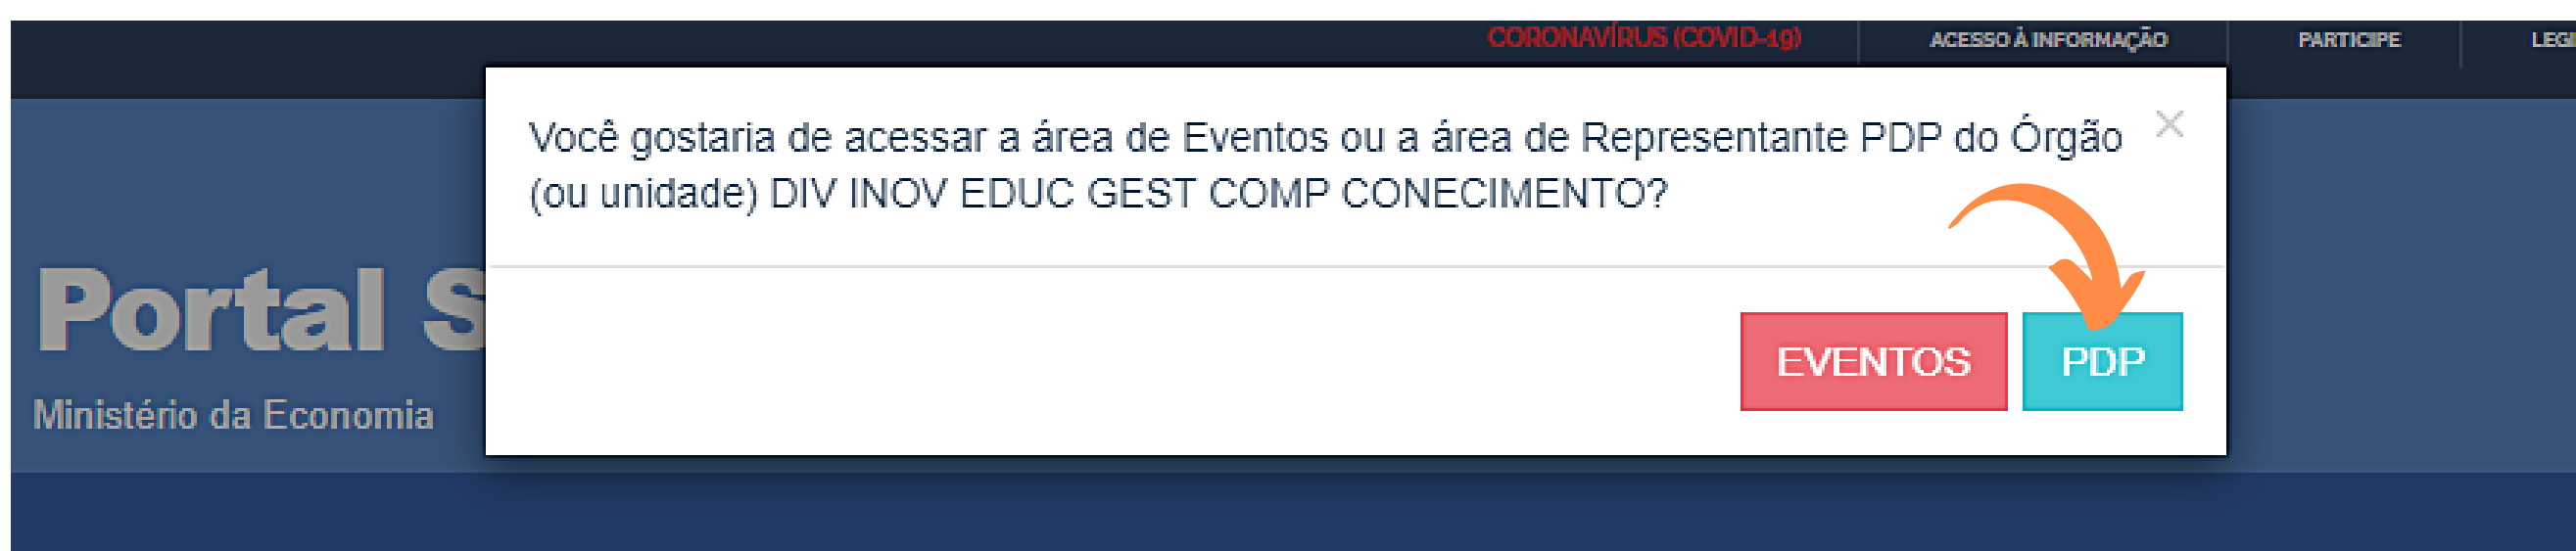 CORONAVÍRUS (COVID-19) ACESSO À INFORMAÇÃO PARTICIPE
Você gostaria de acessar a área de Eventos ou a área de Representante PDP do Órgão ×
(ou unidade) DIV INOV EDUC GEST COMP CONECIMENTO?
Portal S
EVENTOS PDP
Ministério da Economia